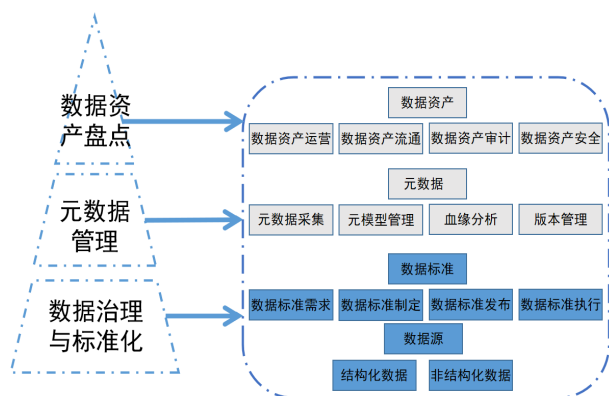 数据资
产盘点
数据资产
数据资产运营 数据资产流通 数据资产审计 数据资产安全
元数据
管理
元数据
元数据采集 元模型管理 血缘分析 版本管理
数据治理
与标准化
数据标准
数据标准需求 数据标准制定 数据标准发布 数据标准执行
数据源
结构化数据 非结构化数据